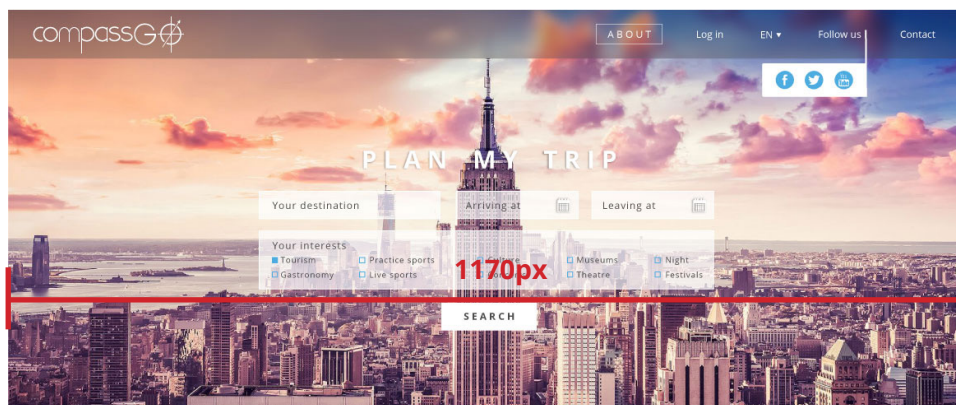 compassGO
ABOUT
Log in
EN ▾
Follow us
Contact
PLAN MY TRIP
Your destination
Arriving at
Leaving at
Your interests
Tourism
Practice sports
Museums
Night
Gastronomy
Live sports
Theatre
Festivals
1170px
SEARCH